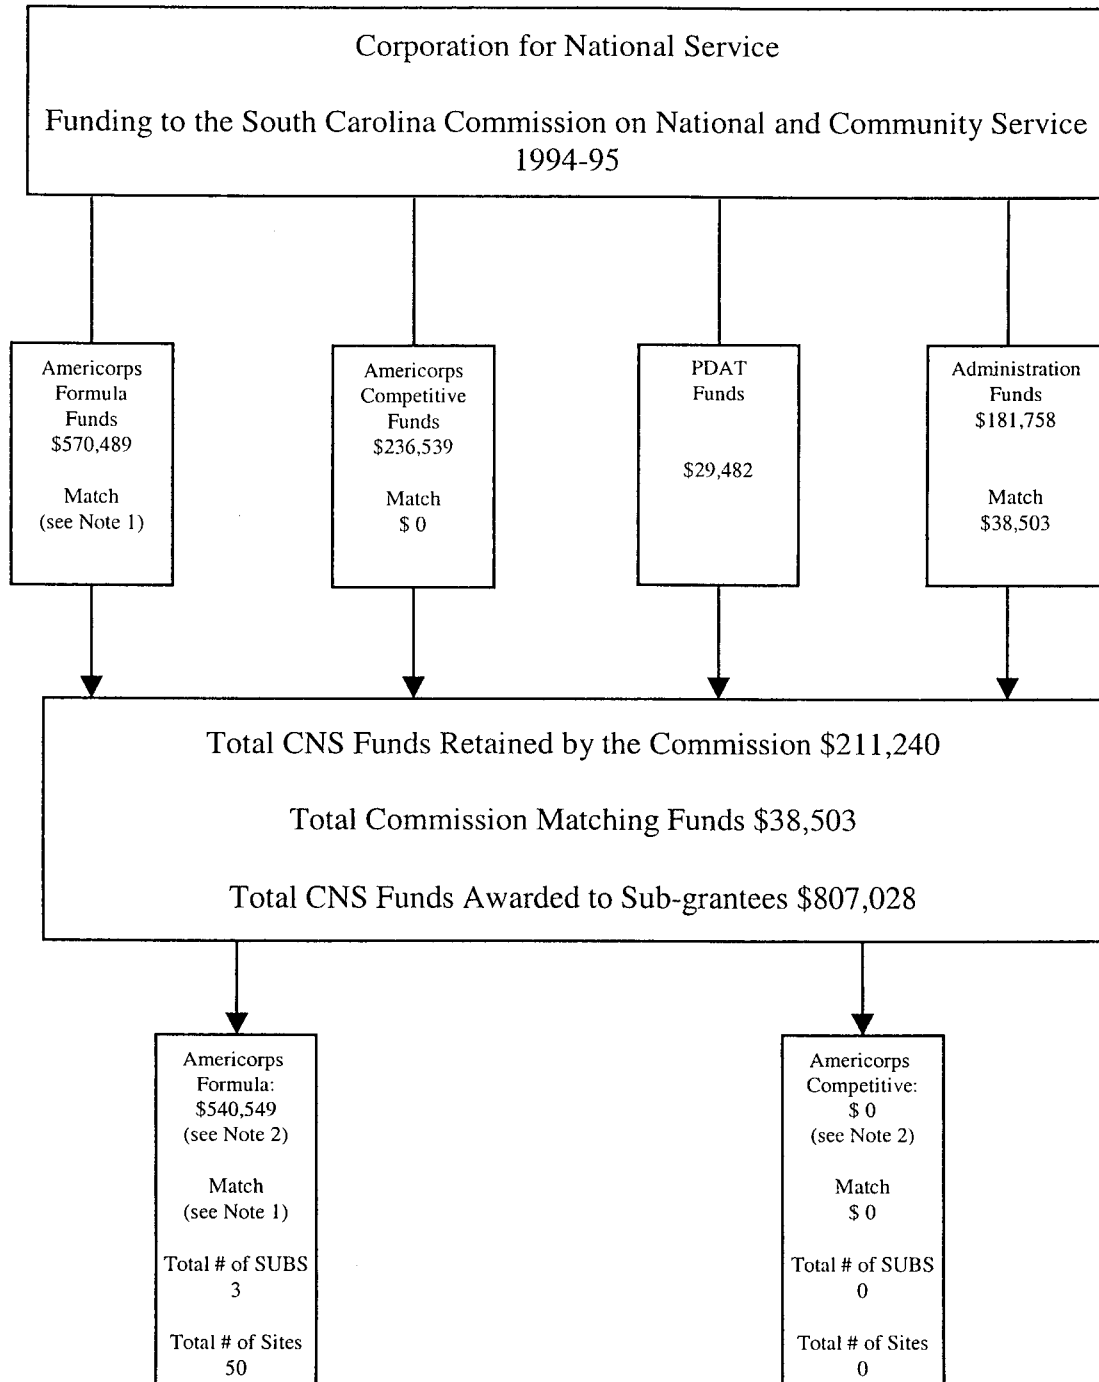 Corporation for National Service
Funding to the South Carolina Commission on National and Community Service
1994-95
Americorps
Formula
Funds
$570,489
Match
(see Note 1)
Americorps
Competitive
Funds
$236,539
Match
$ 0
PDAT
Funds
$29,482
Administration
Funds
$181,758
Match
$38,503
Total CNS Funds Retained by the Commission $211,240
Total Commission Matching Funds $38,503
Total CNS Funds Awarded to Sub-grantees $807,028
Americorps
Formula:
$540,549
(see Note 2)
Match
(see Note 1)
Total # of SUBS
3
Total # of Sites
50
Americorps
Competitive:
$ 0
(see Note 2)
Match
$ 0
Total # of SUBS
0
Total # of Sites
0